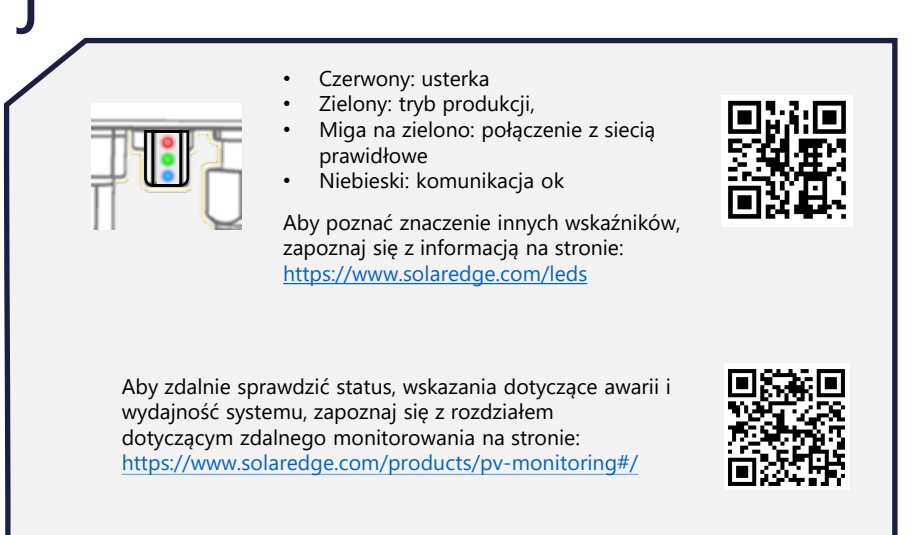 • Czerwony: usterka
• Zielony: tryb produkcji,
• Miga na zielono: połączenie z siecią
prawidłowe
• Niebieski: komunikacja ok
Aby poznać znaczenie innych wskaźników,
zapoznaj się z informacją na stronie:
https://www.solaredge.com/leds
Aby zdalnie sprawdzić status, wskazania dotyczące awarii i
wydajność systemu, zapoznaj się z rozdziałem
dotyczącym zdalnego monitorowania na stronie:
https://www.solaredge.com/products/pv-monitoring#/